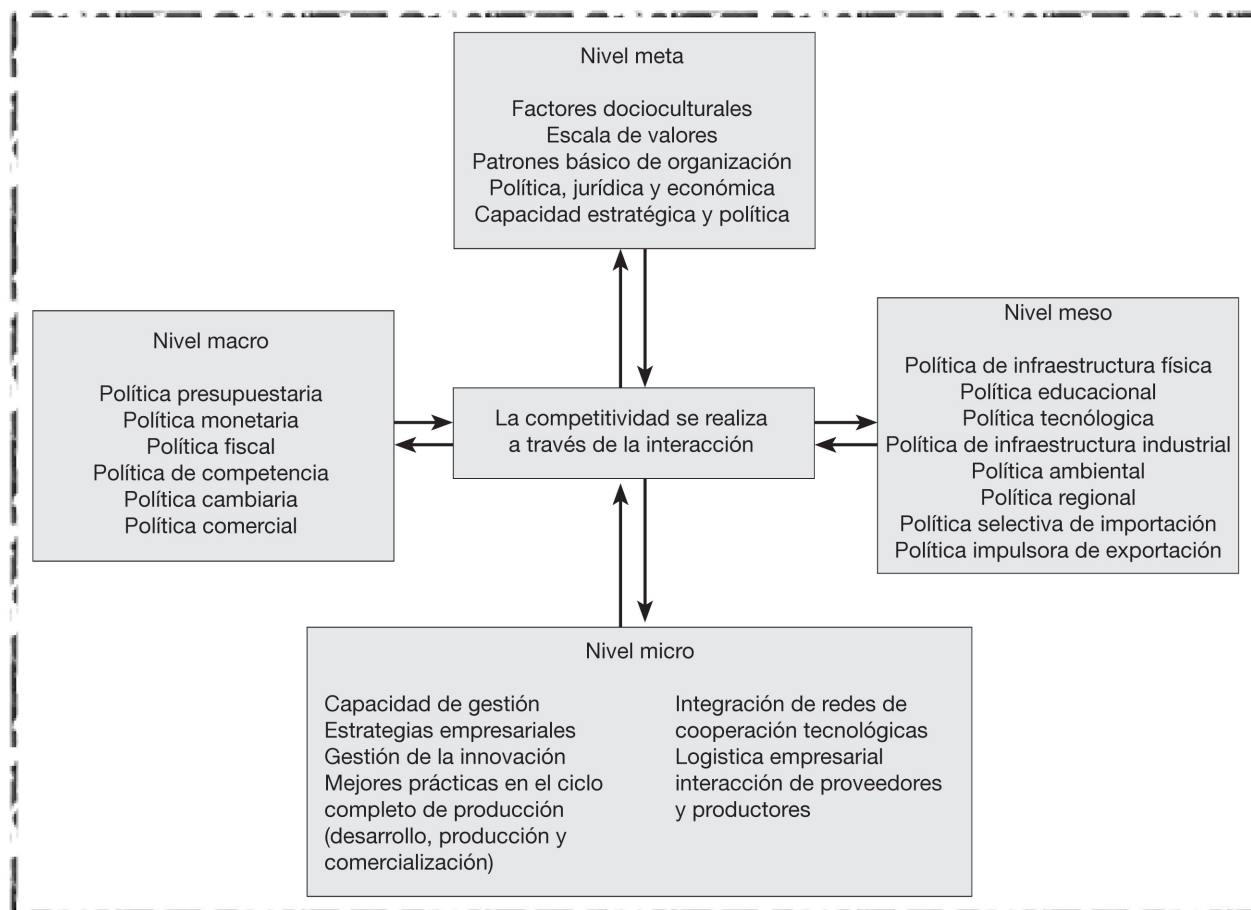 Nivel meta
Factores docioculturales
Escala de valores
Patrones básico de organización
Política, jurídica y económica
Capacidad estratégica y política
Nivel macro
Política presupuestaria
Política monetaria
Política fiscal
Política de competencia
Política cambiaria
Política comercial
La competitividad se realiza
a través de la interacción
Nivel meso
Política de infraestructura física
Política educacional
Política tecnólogica
Política de infraestructura industrial
Política ambiental
Política regional
Política selectiva de importación
Política impulsora de exportación
Nivel micro
Capacidad de gestión
Estrategias empresariales
Gestión de la innovación
Mejores prácticas en el ciclo
completo de producción
(desarrollo, producción y
comercialización)
Integración de redes de
cooperación tecnológicas
Logistica empresarial
interacción de proveedores
y productores